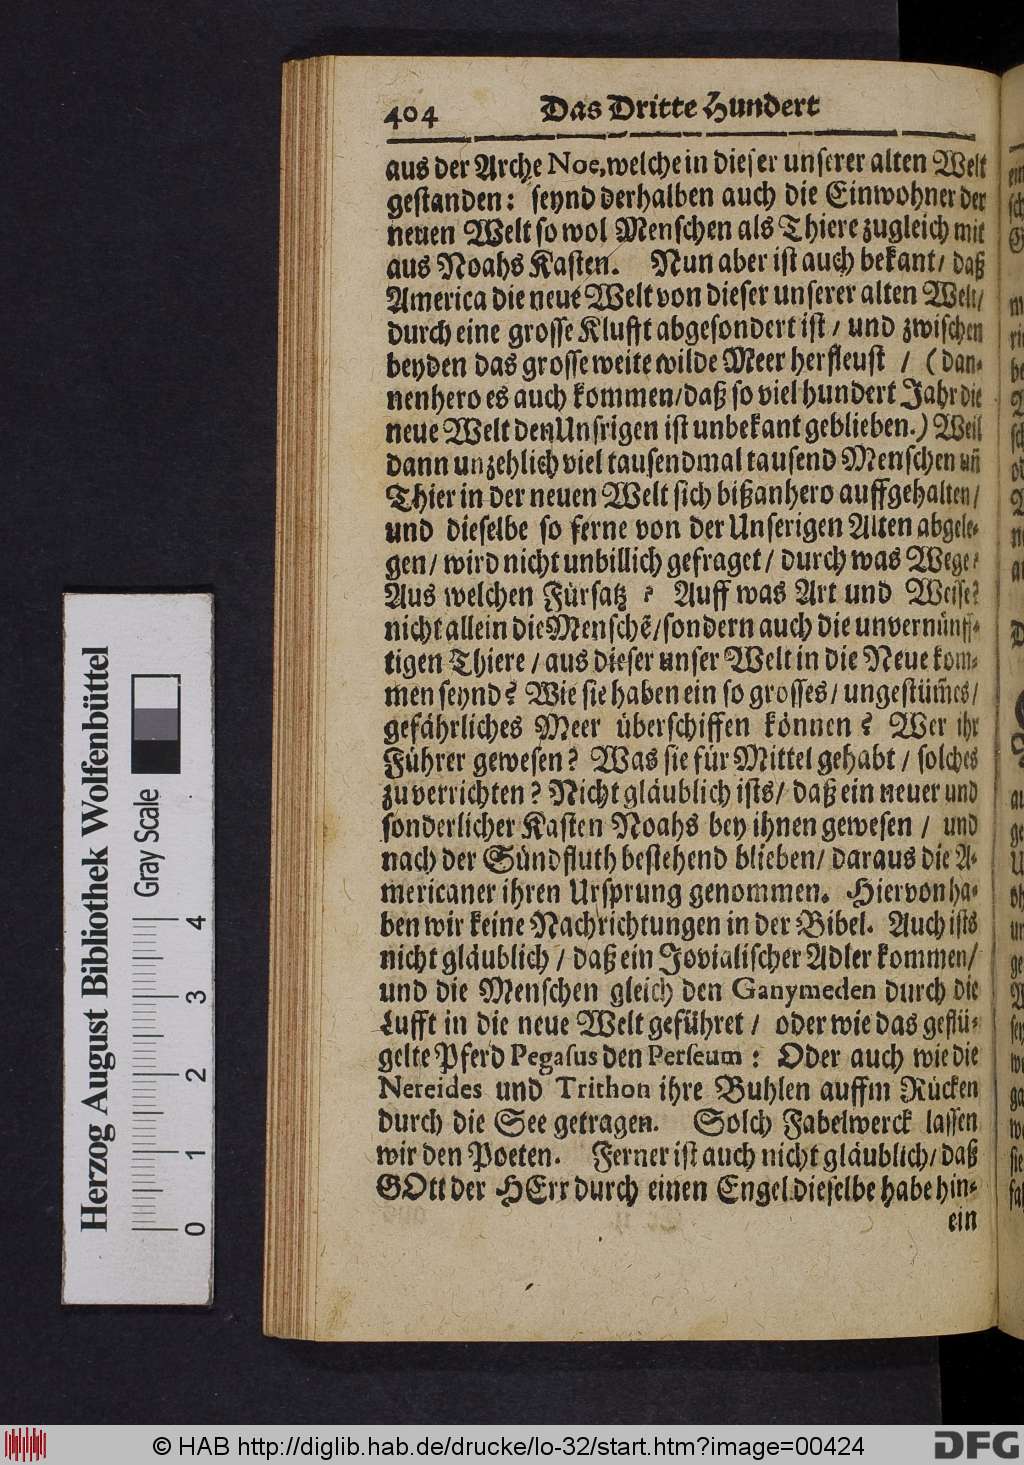 404 Das Dritte Hundert
aus der Arche Noe, welche in dieser unserer alten Welt
gestanden: seynd derhalben auch die Einwohner der
neuen Welt so wol Menschen als Thiere zugleich mit
aus Noahs Kasten. Nun aber ist auch bekant/ daß
America die neue Welt von dieser unserer alten Welt/
durch eine grosse Klufft abgesondert ist / und zwischen
beyden das grosse weite wilde Meer herfleust / (dan-
nenhero es auch kommen/ daß so viel hundert Jahr die
neue Welt den Unsrigen ist unbekant geblieben.) Weil
dann unzehlich viel tausendmal tausend Menschen uñ
Thier in der neuen Welt sich bißanhero auffgehalten/
und dieselbe so ferne von der Unserigen Alten abgele-
gen/ wird nicht unbillich gefraget/ durch was Wege?
Aus welchen Fürsatz ? Auff was Art und Weise?
nicht allein die Menschẽ/ sondern auch die unvernünff-
tigen Thiere / aus dieser unser Welt in die Neue kom-
men seynd? Wie sie haben ein so grosses/ ungestüm̃es/
gefährliches Meer überschiffen können? Wer ihr
Führer gewesen? Was sie für Mittel gehabt / solches
zu verrichten? Nicht gläublich ists/ daß ein neuer und
sonderlicher Kasten Noahs bey ihnen gewesen / und
nach der Sündfluth bestehend blieben/ daraus die A-
mericaner ihren Ursprung genommen. Hiervon ha-
ben wir keine Nachrichtungen in der Bibel. Auch ists
nicht gläublich / daß ein Jovialischer Adler kommen/
und die Menschen gleich den Ganymeden durch die
Lufft in die neue Welt geführet / oder wie das geflü-
gelte Pferd Pegasus den Perseum : Oder auch wie die
Nereides und Trithon ihre Buhlen auffm Rücken
durch die See getragen. Solch Fabelwerck lassen
wir den Poeten. Ferner ist auch nicht gläublich/ daß
GOtt der HErr durch einen Engel dieselbe habe hin-
ein
Herzog August Bibliothek Wolfenbüttel
Gray Scale
0 1 2 3 4
© HAB http://diglib.hab.de/drucke/lo-32/start.htm?image=00424
DFG